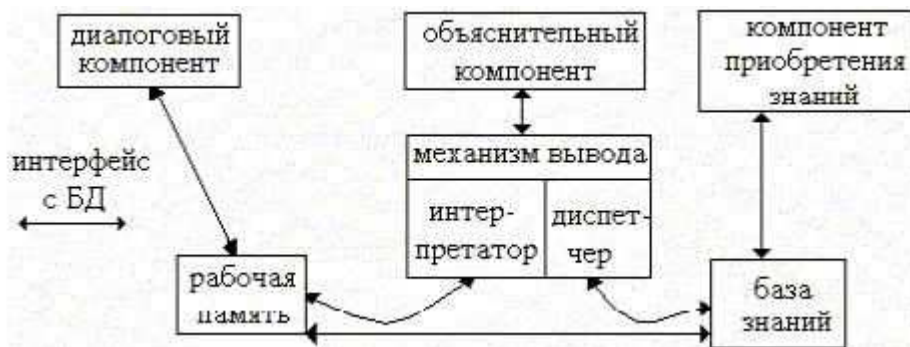 диалоговый
компонент
объяснительный
компонент
компонент
приобретения
знаний
механизм вывода
интерфейс
с БД
интер-
претатор
диспет-
чер
рабочая
память
база
знаний